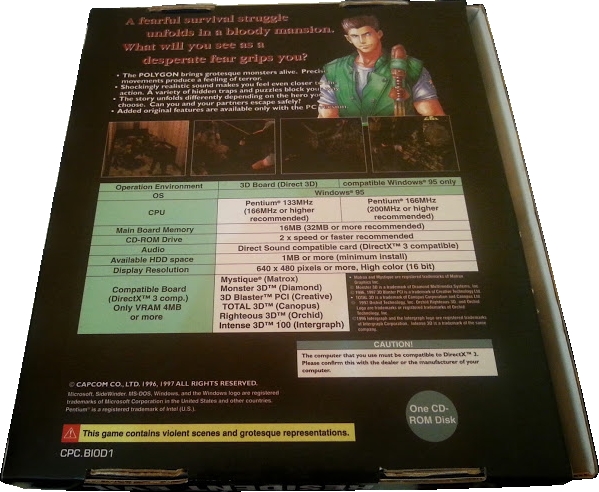 A fearful survival struggle
unfolds in a bloody mansion.
What will you see as a
desperate fear grips you?
• The POLYGON brings grotesque monsters alive.
movements produce a feeling of terror.
• Shockingly realistic sound makes you feel even closer
action. A variety of hidden traps and puzzles block
• The story unfolds differently depending on the hero
choose. Can you and your partners escape safely?
• Added original features are available only with the PC
Operation Environment 3D Board (Direct 3D) compatible Windows® 95 only
OS Windows® 95
CPU
Pentium® 133MHz
(166MHz or higher
recommended)
Pentium® 166MHz
(200MHz or higher
recommended)
Main Board Memory 16MB (32MB or more recommended)
CD-ROM Drive 2 x speed or faster recommended
Audio Direct Sound compatible card (DirectX™ 3 compatible)
Available HDD space 1MB or more (minimum install)
Display Resolution 640 x 480 pixels or more, High color (16 bit)
Compatible Board
(DirectX™ 3 comp.)
Only VRAM 4MB
or more
Mystique® (Matrox)
Monster 3D™ (Diamond)
3D Blaster™ PCI (Creative)
TOTAL 3D™ (Canopus)
Righteous 3D™ (Orchid)
Intense 3D™ 100 (Intergraph)
• Matrox and Mystique are registered trademarks of Matrox
Graphics Inc.
CAUTION!
The computer that you use must be compatible to DirectX™ 3.
Please confirm this with the dealer or the manufacturer of your
computer.
© CAPCOM CO., LTD. 1996, 1997 ALL RIGHTS RESERVED.
Microsoft, SideWinder, MS-DOS, Windows, and the Windows logo are registered
trademarks of Microsoft Corporation in the United States and other countries.
Pentium® is a registered trademark of Intel (U.S.).
One CD-
ROM Disk
This game contains violent scenes and grotesque representations.
CPC.BIOD1
RESIDENT EVIL